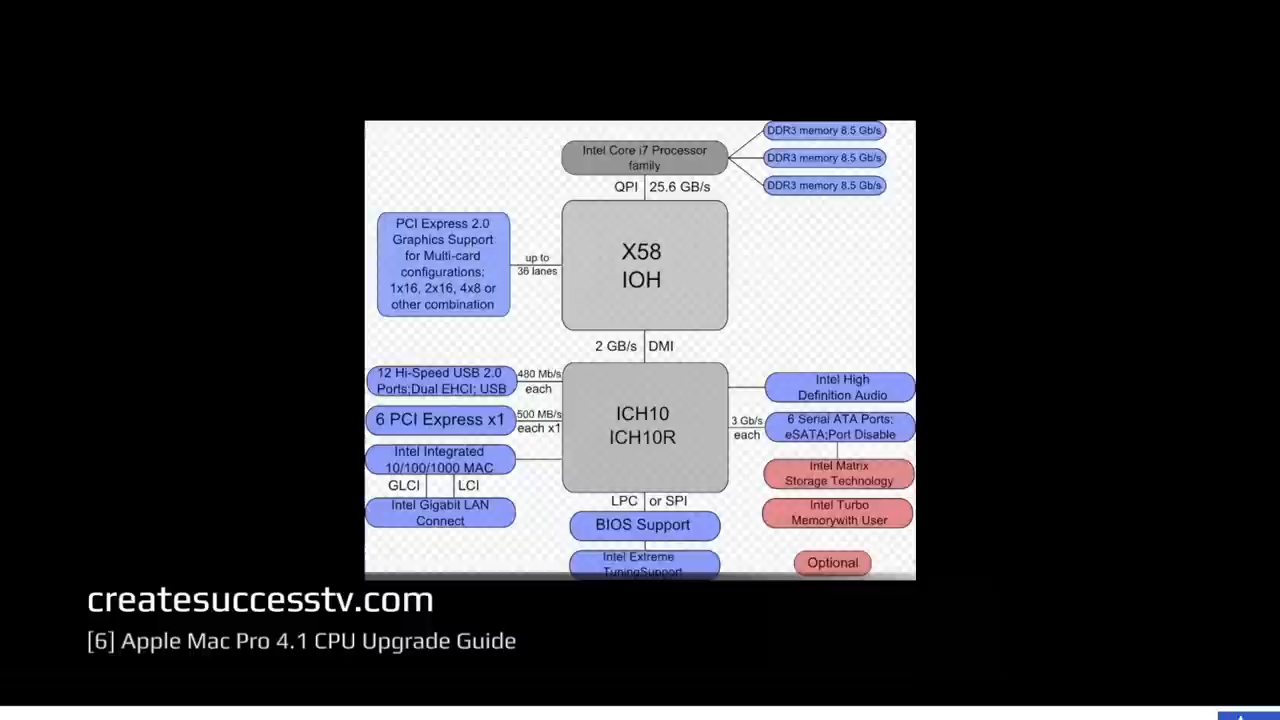 DDR3 memory 8.5 Gb/s
Intel Core i7 Processor
family
DDR3 memory 8.5 Gb/s
DDR3 memory 8.5 Gb/s
QPI 25.6 GB/s
PCI Express 2.0
Graphics Support
for Multi-card
configurations;
1x16, 2x16, 4x8 or
other combination
up to
36 lanes
X58
IOH
2 GB/s DMI
12 Hi-Speed USB 2.0
Ports;Dual EHCI; USB
480 Mb/s
each
6 PCI Express x1
500 MB/s
each x1
Intel Integrated
10/100/1000 MAC
GLCI LCI
Intel Gigabit LAN
Connect
ICH10
ICH10R
Intel High
Definition Audio
3 Gb/s
each
6 Serial ATA Ports;
eSATA;Port Disable
Intel Matrix
Storage Technology
Intel Turbo
Memorywith User
LPC or SPI
BIOS Support
Intel Extreme
TuningSupport
Optional
createsuccesstv.com
[6] Apple Mac Pro 4.1 CPU Upgrade Guide